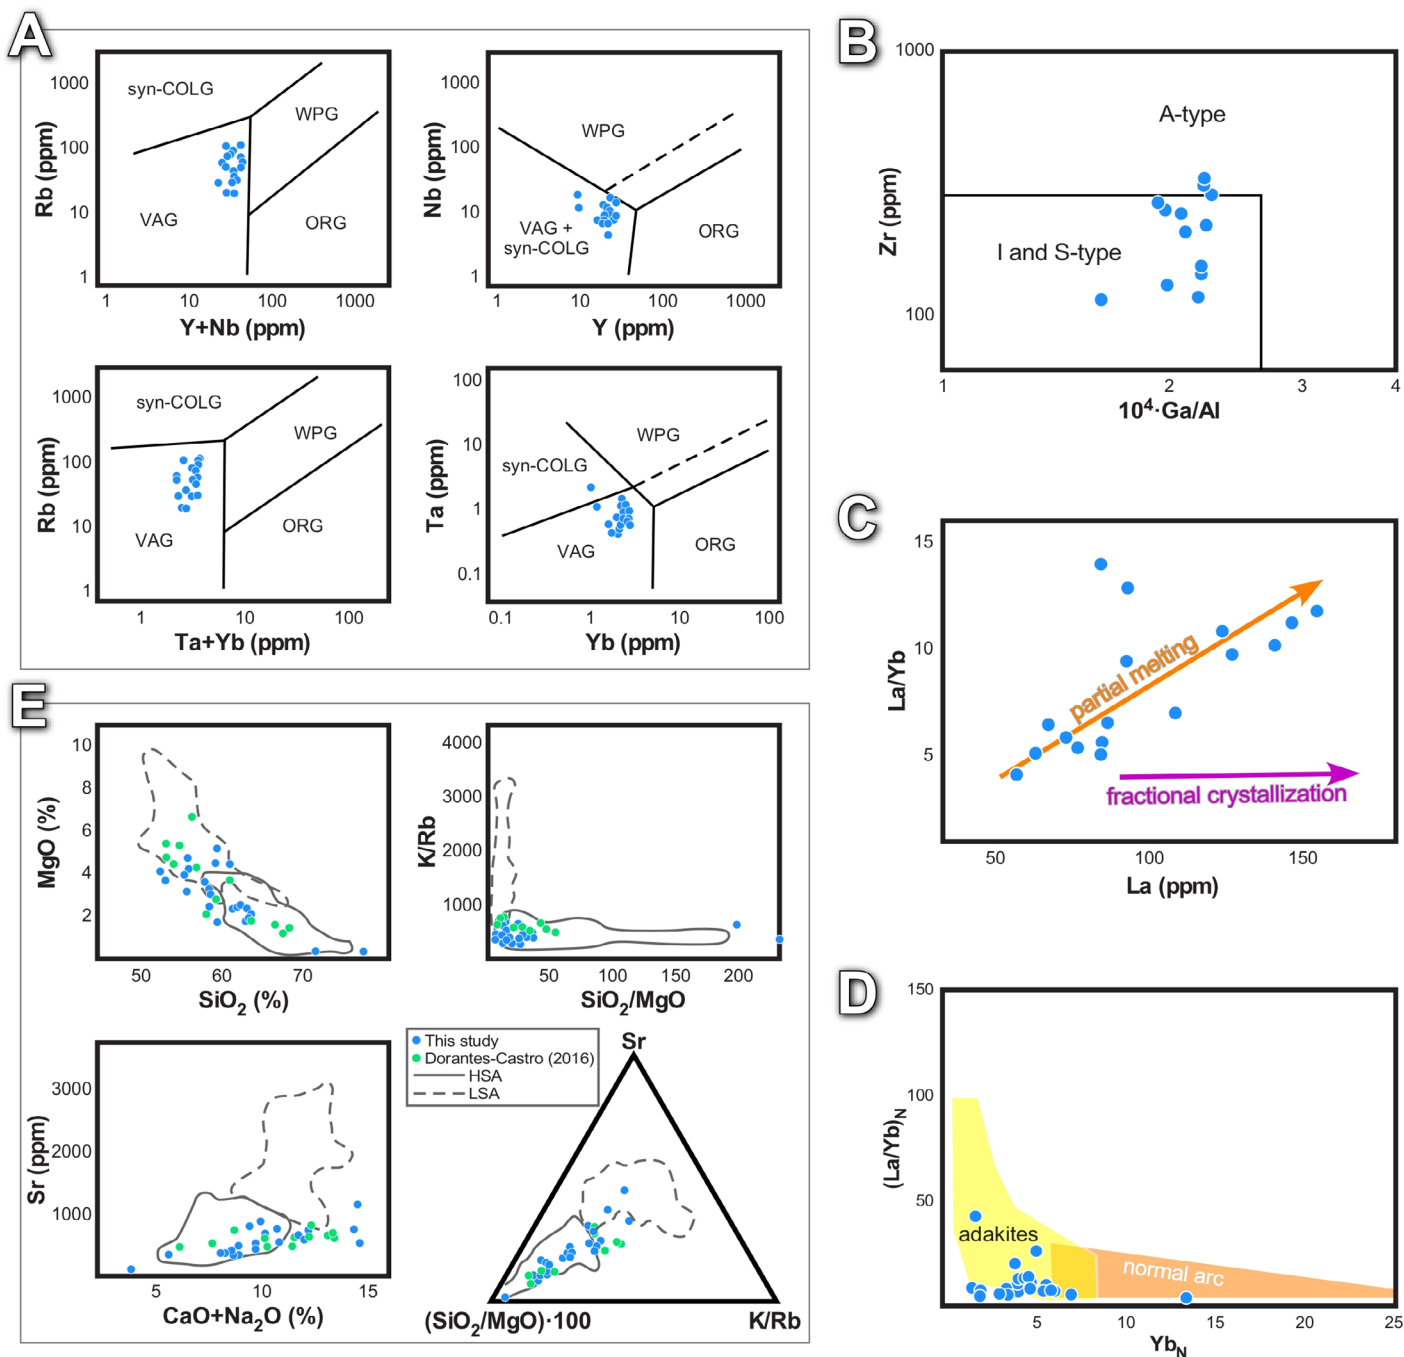 A
syn-COLG
WPG
VAG
ORG
1000
100
10
1
1
10
100
1000
Rb (ppm)
Y+Nb (ppm)
WPG
VAG +
syn-COLG
ORG
1000
100
10
1
1
10
100
1000
Nb (ppm)
Y (ppm)
syn-COLG
WPG
VAG
ORG
1000
100
10
1
1
10
100
Rb (ppm)
Ta+Yb (ppm)
WPG
syn-COLG
VAG
ORG
100
10
1
0.1
0.1
1
10
100
Ta (ppm)
Yb (ppm)
B
1000
100
A-type
I and S-type
1
2
3
4
Zr (ppm)
10⁴·Ga/Al
C
15
10
5
partial melting
fractional crystallization
50
100
150
La/Yb
La (ppm)
D
150
100
50
adakites
normal arc
5
10
15
20
25
(La/Yb)N
YbN
E
10
8
6
4
2
50
60
70
MgO (%)
SiO₂ (%)
4000
3000
2000
1000
50
100
150
200
K/Rb
SiO₂/MgO
3000
2000
1000
5
10
15
Sr (ppm)
CaO+Na₂O (%)
This study
Dorantes-Castro (2016)
HSA
LSA
Sr
(SiO₂/MgO)·100
K/Rb